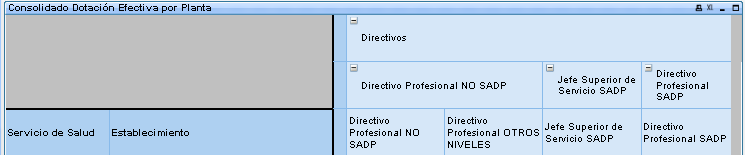 Consolidado Dotación Efectiva por Planta
XL
Directivos
Directivo Profesional NO SADP
Jefe Superior de
Servicio SADP
Directivo
Profesional
SADP
Servicio de Salud
Establecimiento
Directivo
Profesional NO
SADP
Directivo
Profesional OTROS
NIVELES
Jefe Superior de
Servicio SADP
Directivo
Profesional SADP